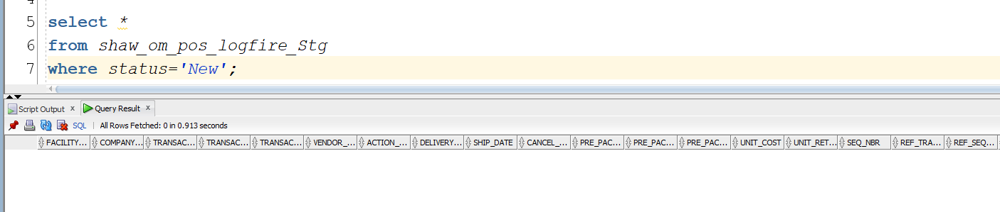 4
5 select *
6 from shaw_om_pos_logfire_Stg
7 where status='New';
Script Output x Query Result x
SQL | All Rows Fetched: 0 in 0.913 seconds
FACILITY... COMPANY... TRANSAC... TRANSAC... TRANSAC... VENDOR_... ACTION_... DELIVERY... SHIP_DATE CANCEL_... PRE_PAC... PRE_PAC... PRE_PAC... UNIT_COST UNIT_RET... SEQ_NBR REF_TRA... REF_SEQ...